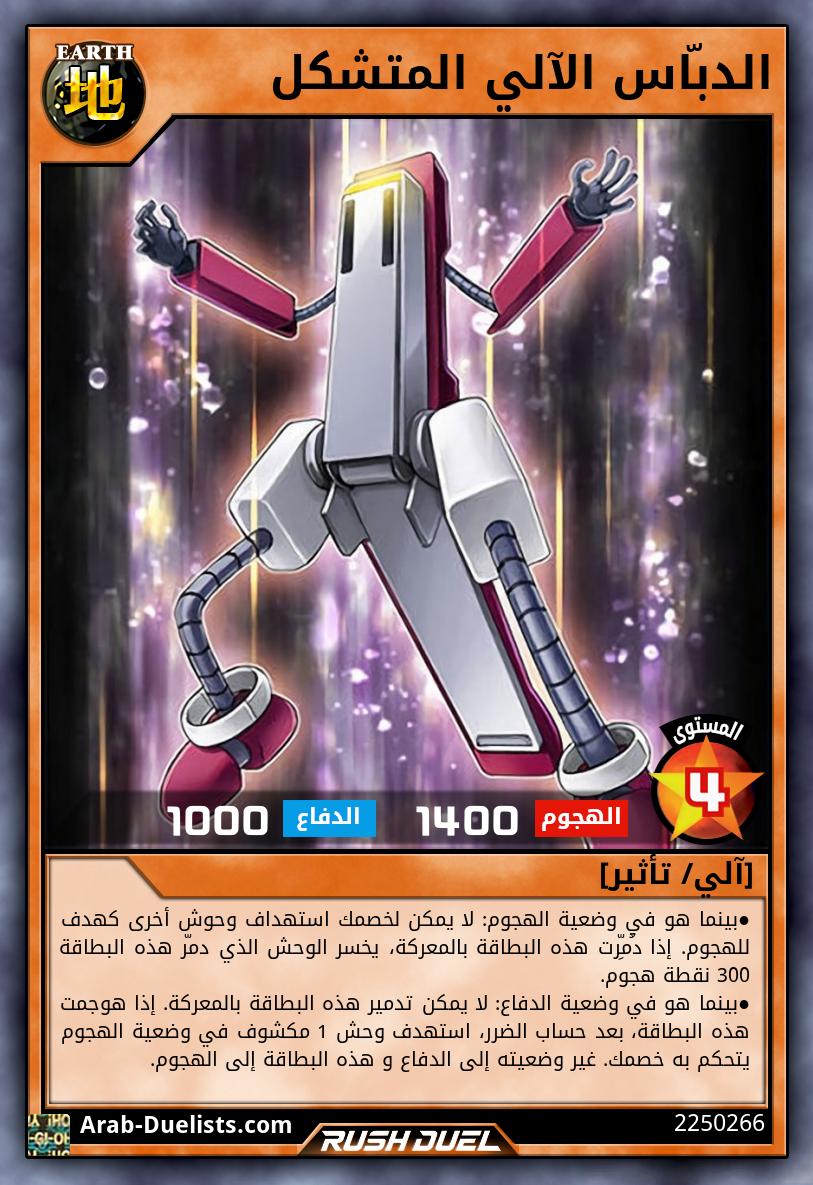 EARTH
地
الدبّاس الآلي المتشكل
المستوى
4
الهجوم 1400 الدفاع 1000
[آلي/ تأثير]
●بينما هو في وضعية الهجوم: لا يمكن لخصمك استهداف وحوش أخرى كهدف
للهجوم. إذا دُمِّرت هذه البطاقة بالمعركة، يخسر الوحش الذي دمّر هذه البطاقة
300 نقطة هجوم.
●بينما هو في وضعية الدفاع: لا يمكن تدمير هذه البطاقة بالمعركة. إذا هوجمت
هذه البطاقة، بعد حساب الضرر، استهدف وحش 1 مكشوف في وضعية الهجوم
يتحكم به خصمك. غير وضعيته إلى الدفاع و هذه البطاقة إلى الهجوم.
Arab-Duelists.com
RUSH DUEL
2250266